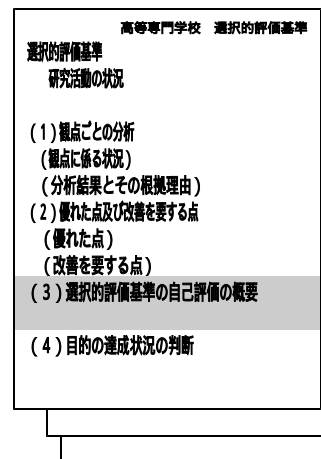 高等専門学校　選択的評価基準
選択的評価基準
研究活動の状況
(１)観点ごとの分析
(観点に係る状況)
(分析結果とその根拠理由)
(２)優れた点及び改善を要する点
(優れた点)
(改善を要する点)
(３)選択的評価基準の自己評価の概要
(４)目的の達成状況の判断